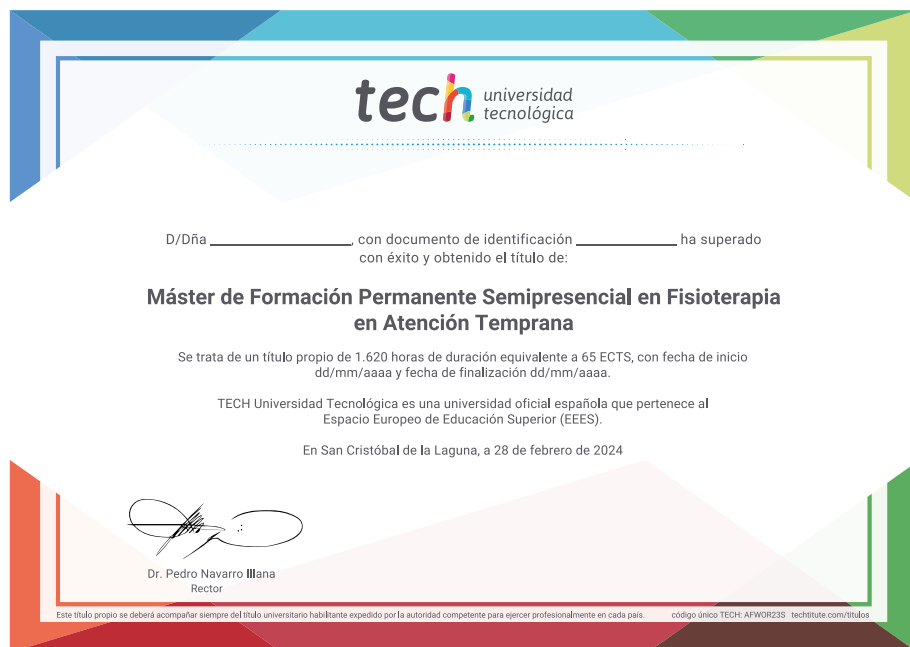 tech universidad
tecnológica
D/Dña ________________, con documento de identificación ____________ ha superado
con éxito y obtenido el título de:
Máster de Formación Permanente Semipresencial en Fisioterapia
en Atención Temprana
Se trata de un título propio de 1.620 horas de duración equivalente a 65 ECTS, con fecha de inicio
dd/mm/aaaa y fecha de finalización dd/mm/aaaa.
TECH Universidad Tecnológica es una universidad oficial española que pertenece al
Espacio Europeo de Educación Superior (EEES).
En San Cristóbal de la Laguna, a 28 de febrero de 2024
Dr. Pedro Navarro Illana
Rector
Este título propio se deberá acompañar siempre del título universitario habilitante expedido por la autoridad competente para ejercer profesionalmente en cada país. código único TECH: AFWOR23S techtitute.com/titulos